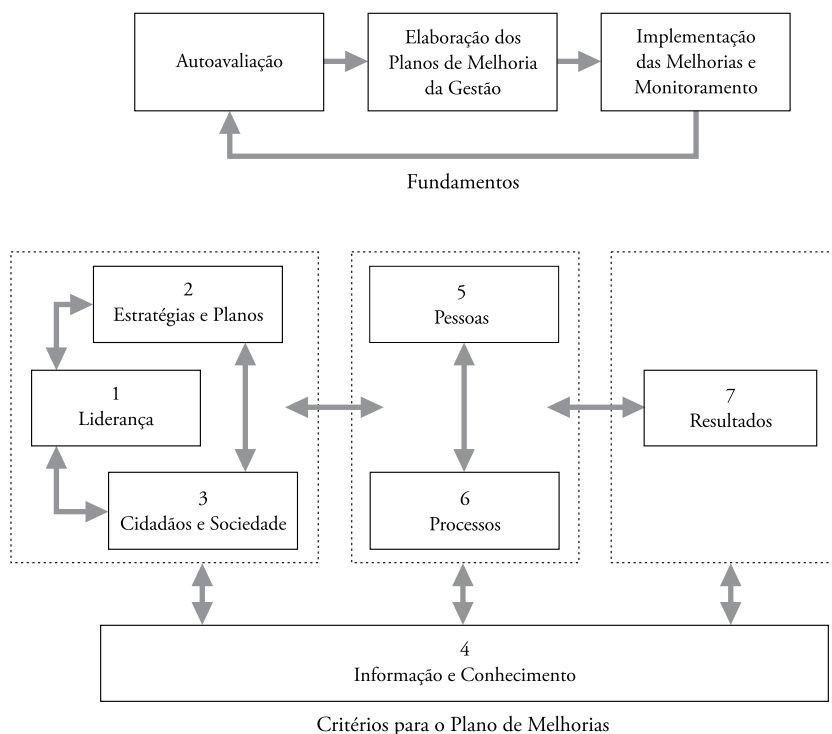 Autoavaliação
Elaboração dos
Planos de Melhoria
da Gestão
Implementação
das Melhorias e
Monitoramento
Fundamentos
2
Estratégias e Planos
1
Liderança
3
Cidadãos e Sociedade
5
Pessoas
6
Processos
7
Resultados
4
Informação e Conhecimento
Critérios para o Plano de Melhorias